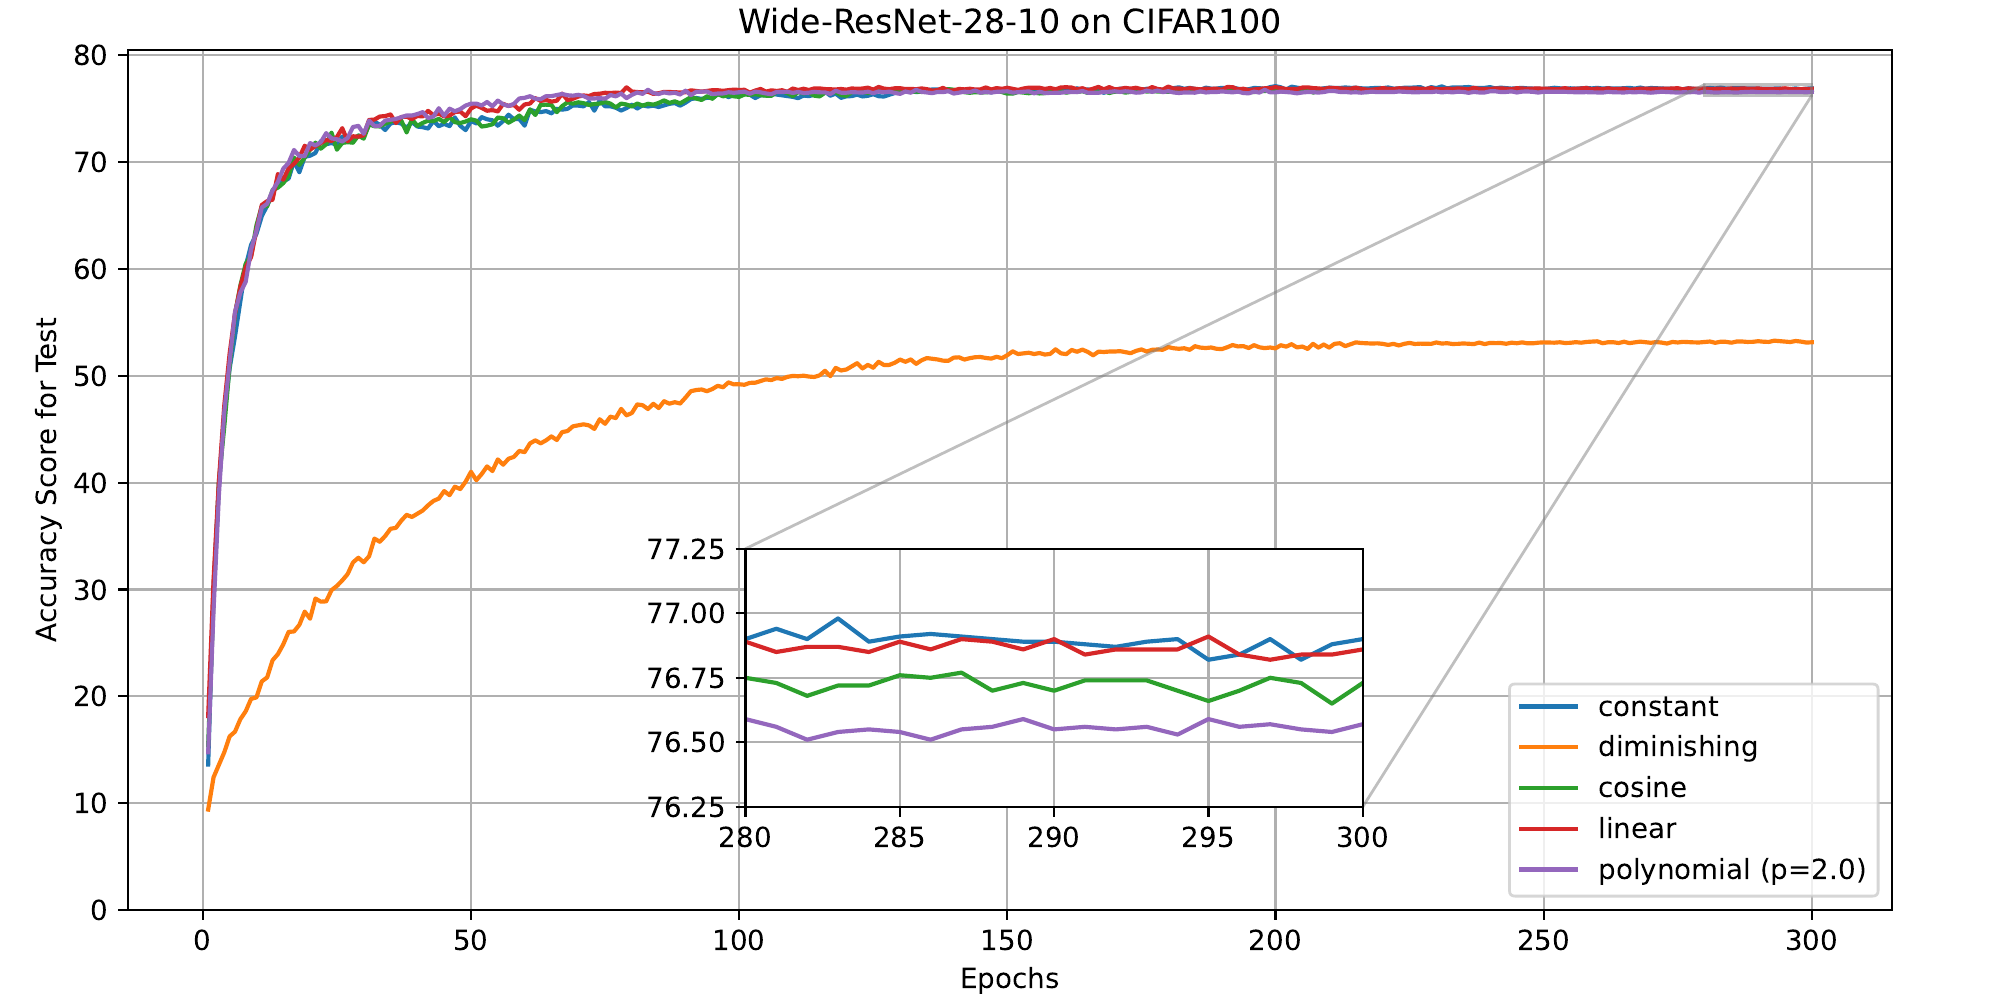 Wide-ResNet-28-10 on CIFAR100
Accuracy Score for Test
80
70
60
50
40
30
20
10
0
77.25
77.00
76.75
76.50
76.25
280 285 290 295 300
constant
diminishing
cosine
linear
polynomial (p=2.0)
0 50 100 150 200 250 300
Epochs